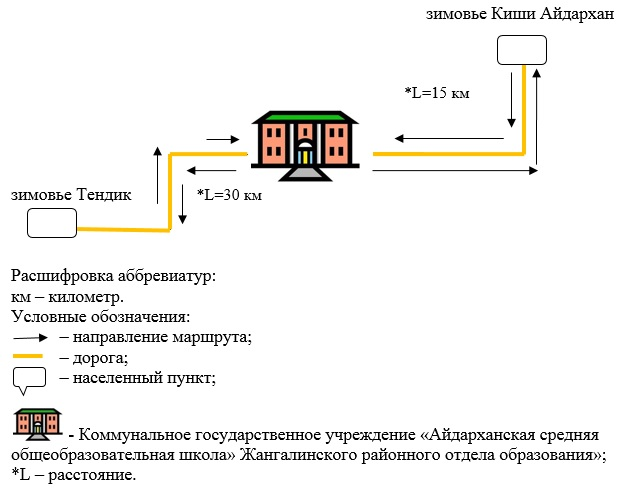 зимовье Киши Айдархан
*L=15 км
*L=30 км
зимовье Тендик
Расшифровка аббревиатур:
км – километр.
Условные обозначения:
– направление маршрута;
– дорога;
– населенный пункт;
- Коммунальное государственное учреждение «Айдарханская средняя
общеобразовательная школа» Жангалинского районного отдела образования»;
*L – расстояние.